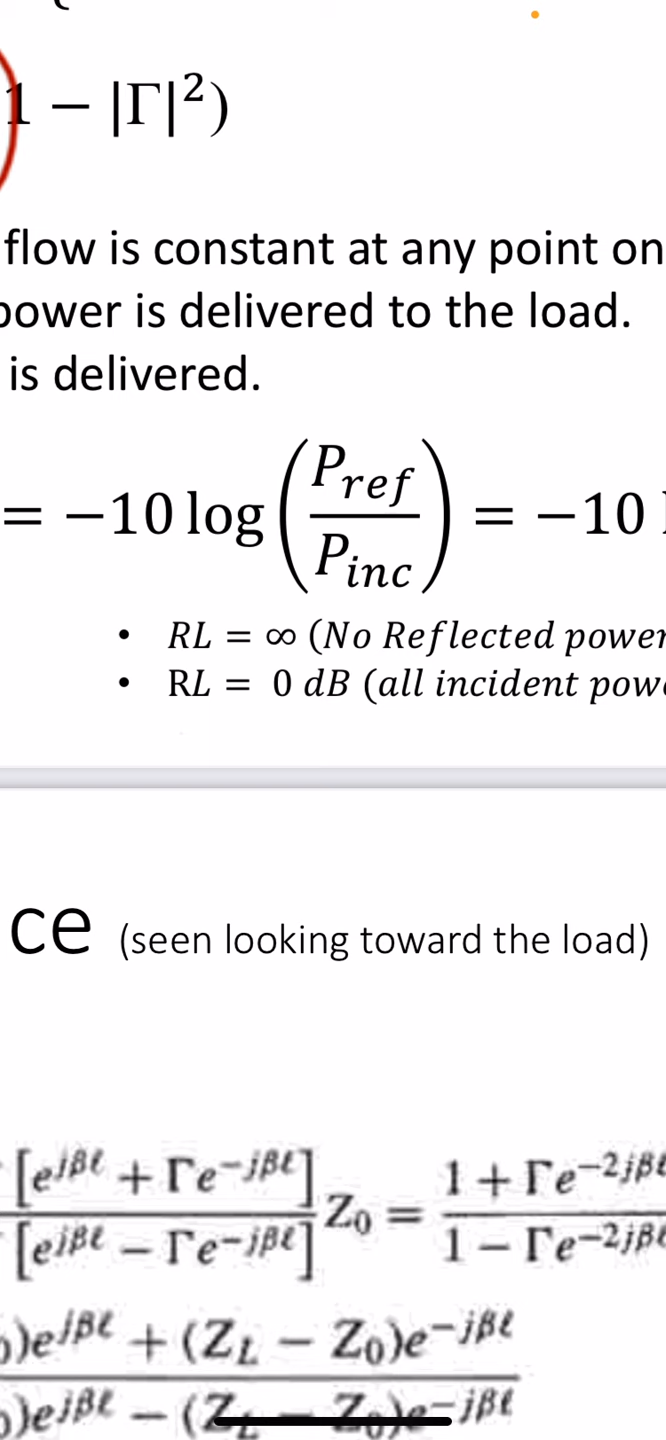 1 − |Γ|²)
flow is constant at any point on
power is delivered to the load.
is delivered.
= −10 log(P_ref / P_inc) = −10
• RL = ∞ (No Reflected power
• RL = 0 dB (all incident pow
ce (seen looking toward the load)
[e^{jβℓ} + Γe^{−jβℓ}] / [e^{jβℓ} − Γe^{−jβℓ}] Z₀ = 1 + Γe^{−2jβℓ} / 1 − Γe^{−2jβℓ}
)e^{jβℓ} + (Z_L − Z₀)e^{−jβℓ}
)e^{jβℓ} − (Z_L − Z₀)e^{−jβℓ}